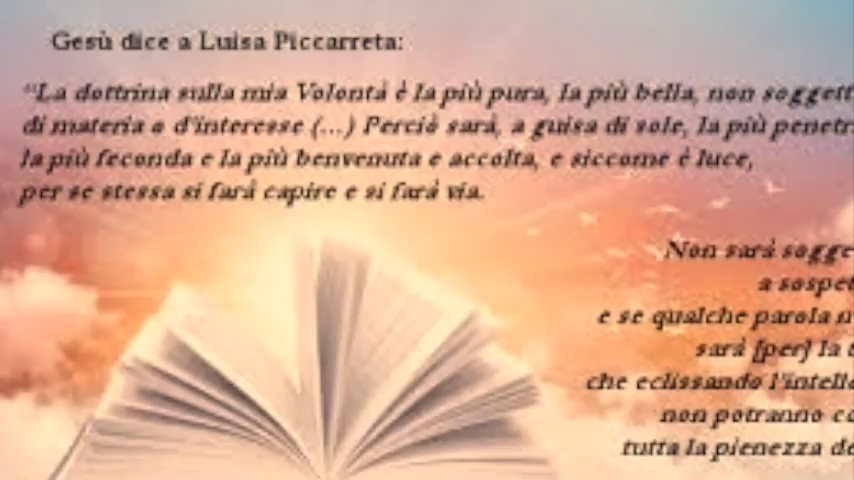 Gesù dice a Luisa Piccarreta:
"La dottrina sulla mia Volontà è la più pura, la più bella, non soggett
di materia o d'interesse (...) Perciò sarà, a guisa di sole, la più penetr
la più feconda e la più benvenuta e accolta, e siccome è luce,
per se stessa si farà capire e si farà via.
Non sarà sogge
a sospet
e se qualche parola n
sarà [per] la
che eclissando l'intelle
non potranno co
tutta la pienezza de